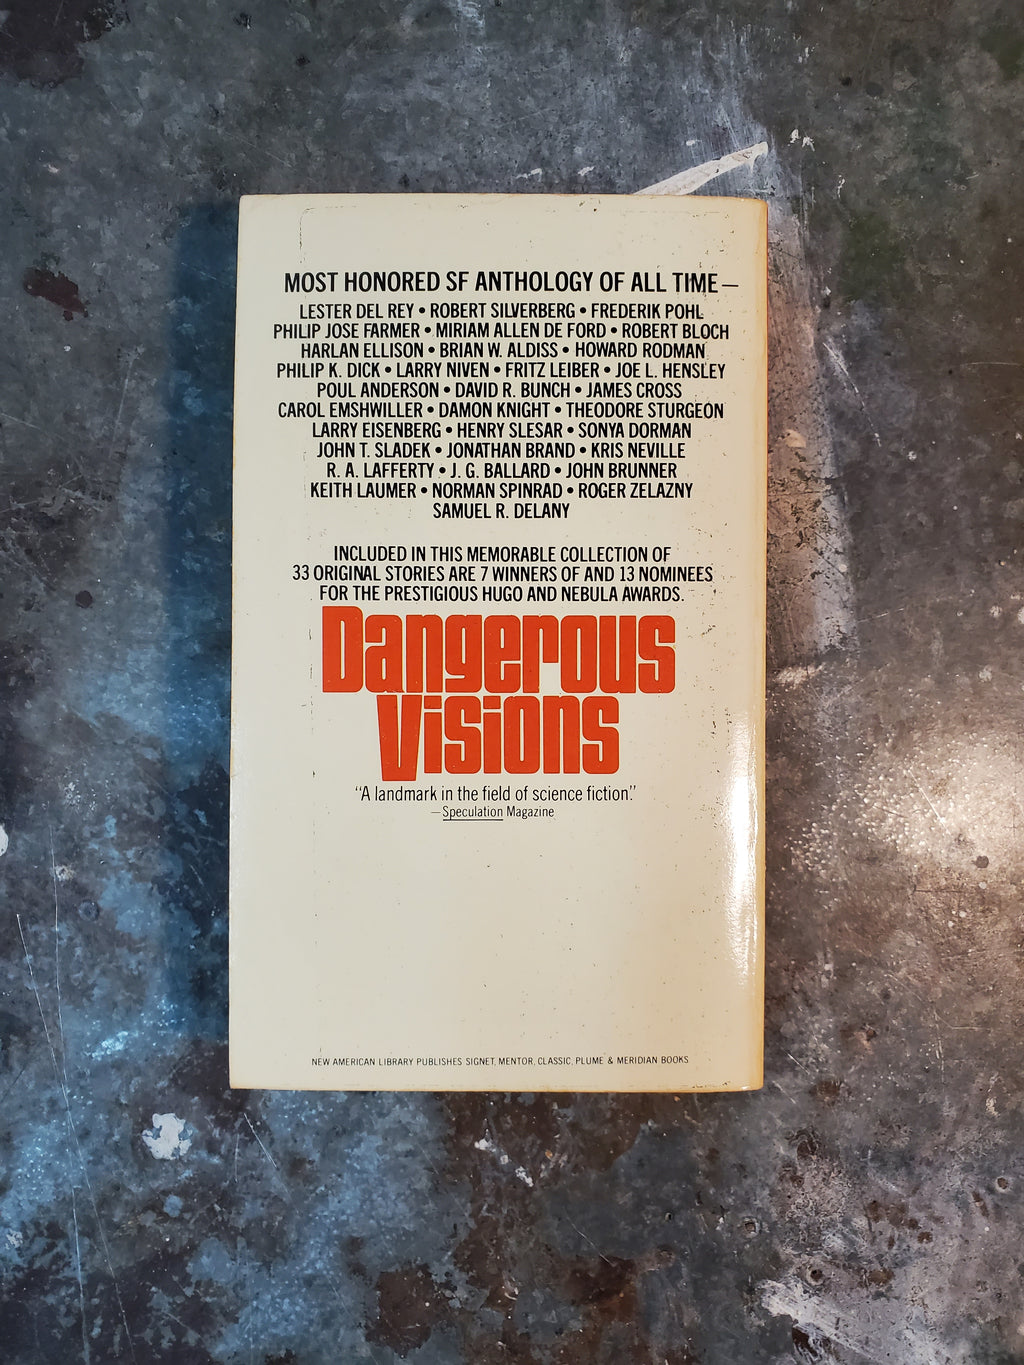 MOST HONORED SF ANTHOLOGY OF ALL TIME—
LESTER DEL REY • ROBERT SILVERBERG • FREDERIK POHL
PHILIP JOSE FARMER • MIRIAM ALLEN DE FORD • ROBERT BLOCH
HARLAN ELLISON • BRIAN W. ALDISS • HOWARD RODMAN
PHILIP K. DICK • LARRY NIVEN • FRITZ LEIBER • JOE L. HENSLEY
POUL ANDERSON • DAVID R. BUNCH • JAMES CROSS
CAROL EMSHWILLER • DAMON KNIGHT • THEODORE STURGEON
LARRY EISENBERG • HENRY SLESAR • SONYA DORMAN
JOHN T. SLADEK • JONATHAN BRAND • KRIS NEVILLE
R. A. LAFFERTY • J. G. BALLARD • JOHN BRUNNER
KEITH LAUMER • NORMAN SPINRAD • ROGER ZELAZNY
SAMUEL R. DELANY
INCLUDED IN THIS MEMORABLE COLLECTION OF
33 ORIGINAL STORIES ARE 7 WINNERS OF AND 13 NOMINEES
FOR THE PRESTIGIOUS HUGO AND NEBULA AWARDS.
Dangerous
Visions
"A landmark in the field of science fiction."
—Speculation Magazine
NEW AMERICAN LIBRARY PUBLISHES SIGNET, MENTOR, CLASSIC, PLUME & MERIDIAN BOOKS